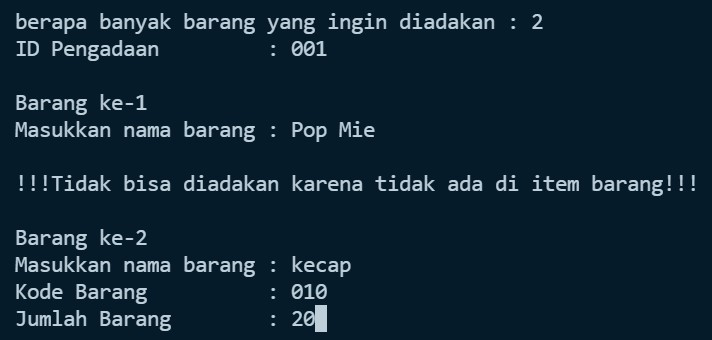 berapa banyak barang yang ingin diadakan : 2
ID Pengadaan         : 001
Barang ke-1
Masukkan nama barang : Pop Mie
!!!Tidak bisa diadakan karena tidak ada di item barang!!!
Barang ke-2
Masukkan nama barang : kecap
Kode Barang          : 010
Jumlah Barang        : 20